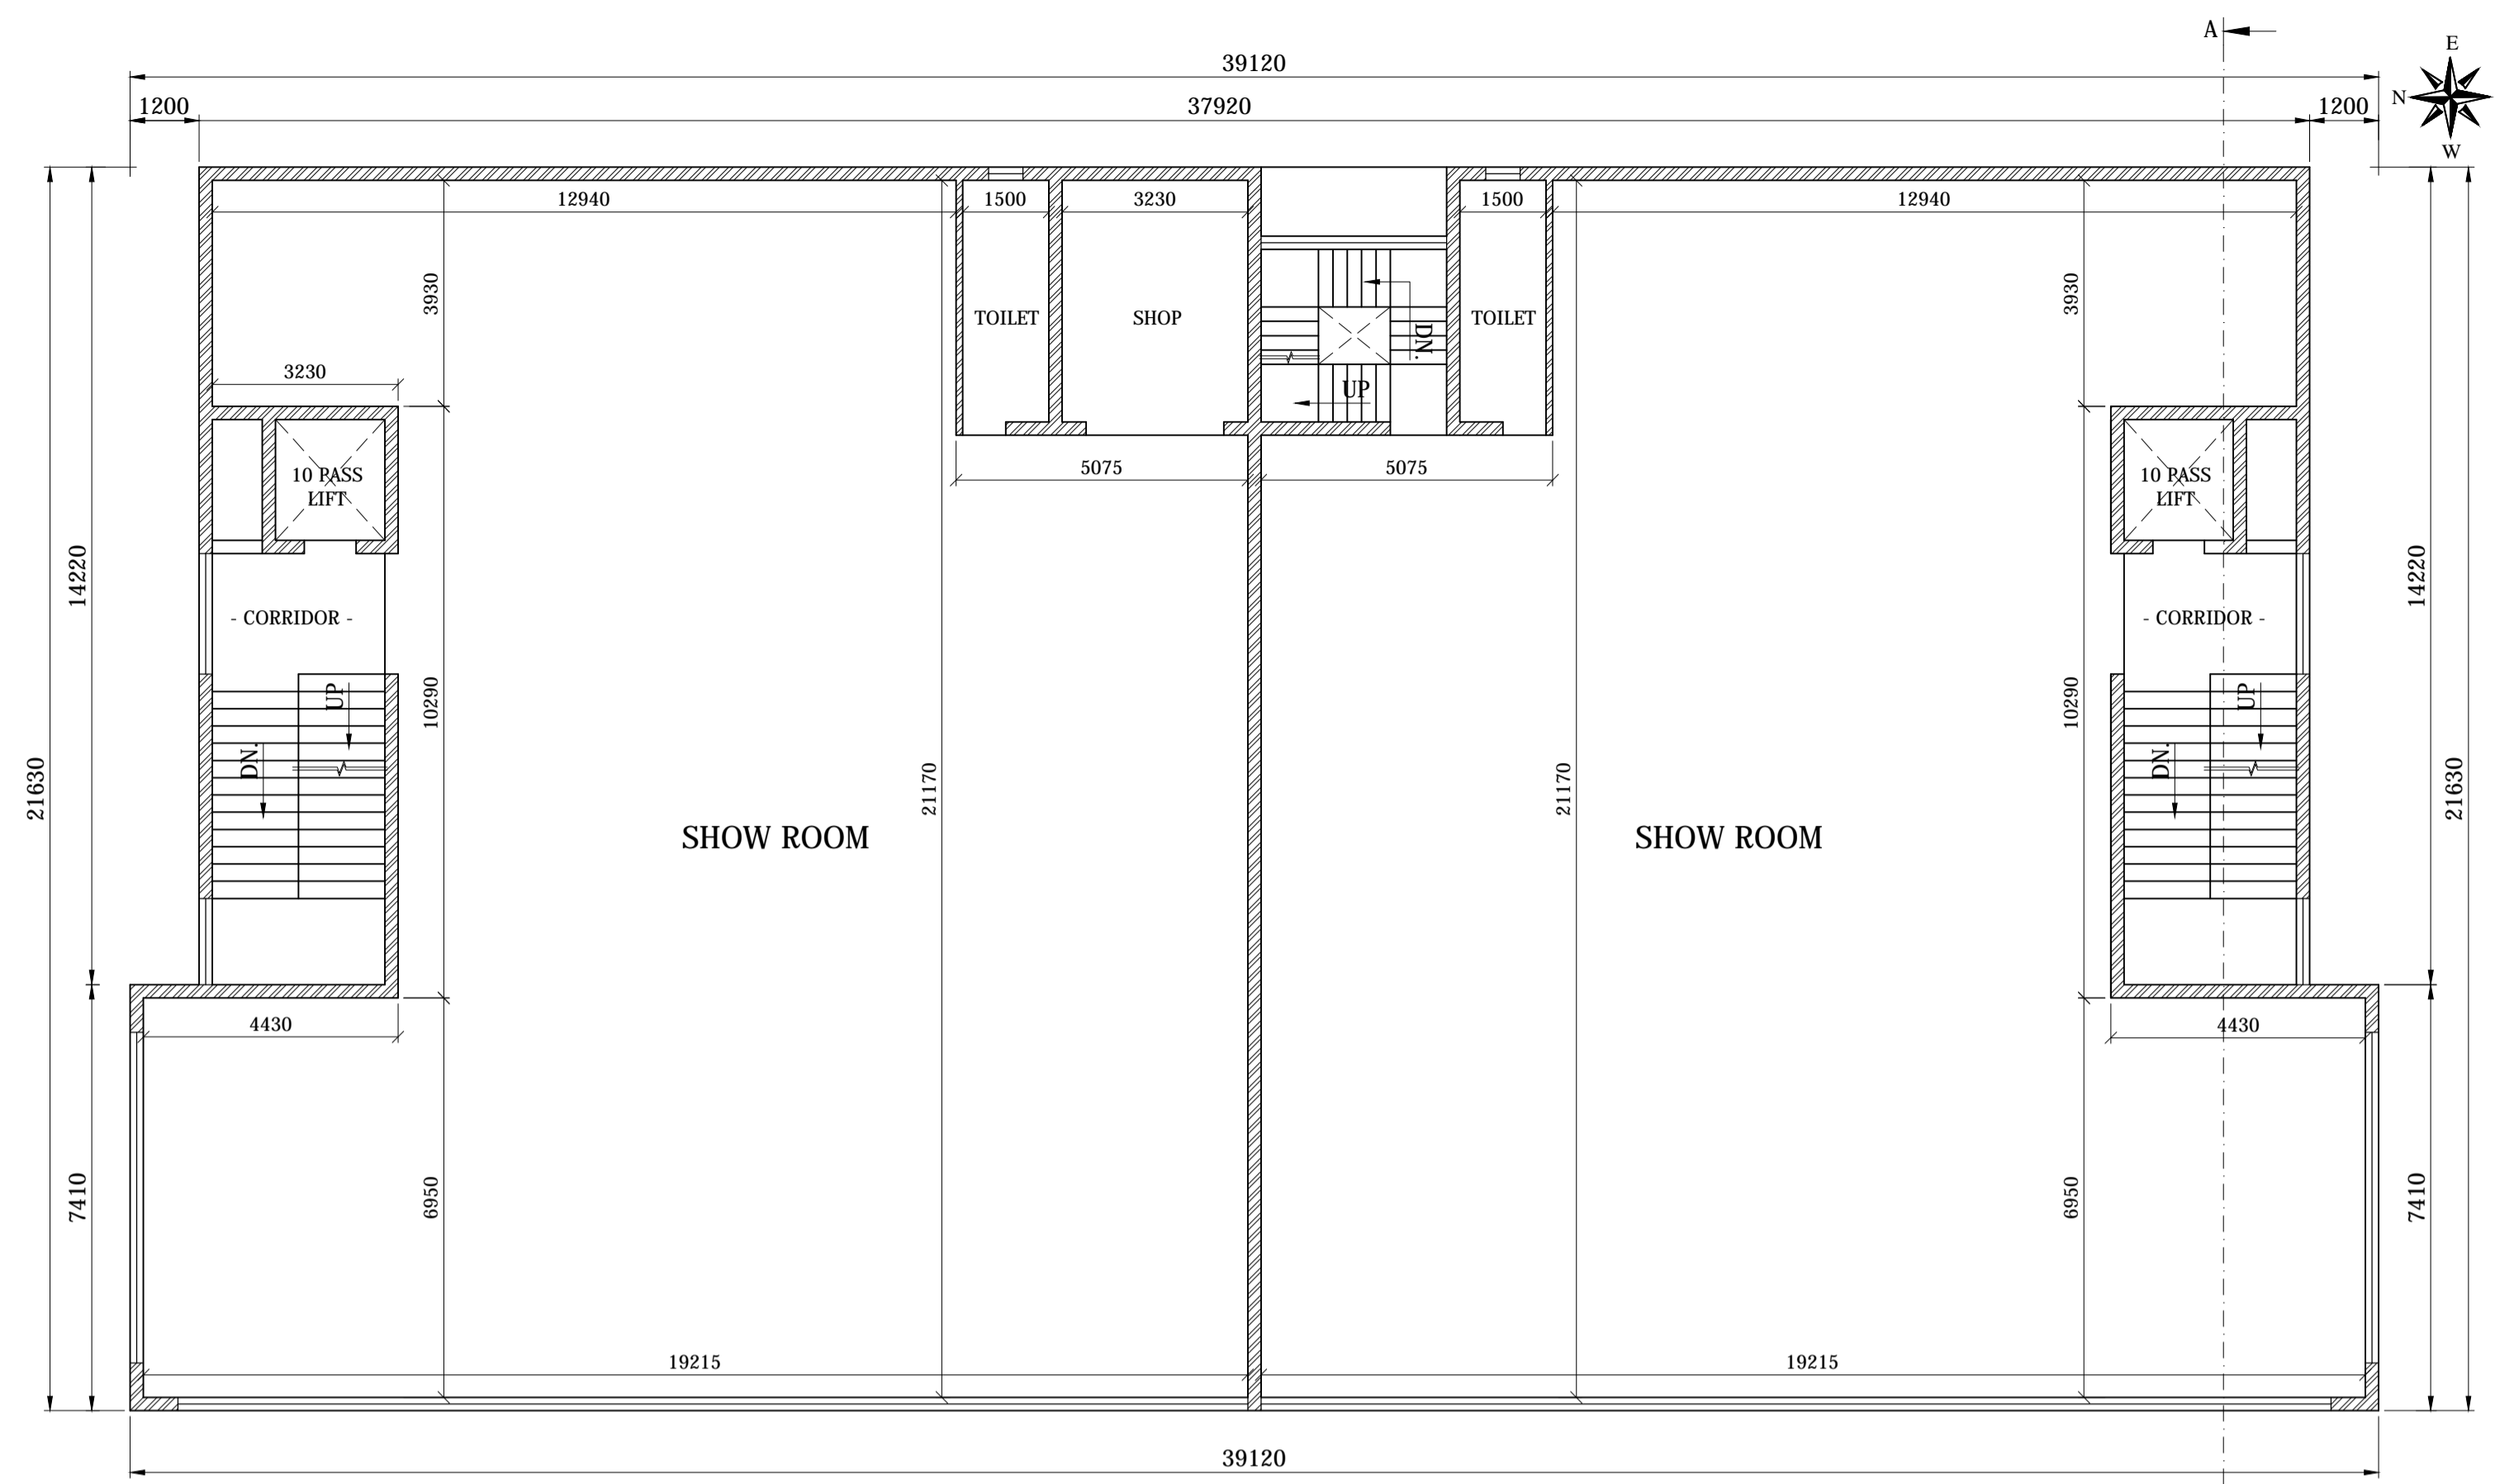 A
E
N
W
39120
1200
37920
1200
12940
1500
3230
1500
12940
3930
3930
TOILET
SHOP
TOILET
DN.
UP
3230
5075
5075
10 PASS
LIFT
10 PASS
LIFT
14220
14220
- CORRIDOR -
- CORRIDOR -
UP
DN.
10290
10290
UP
DN.
21630
21170
21170
21630
SHOW ROOM
SHOW ROOM
4430
4430
7410
6950
6950
7410
19215
19215
39120